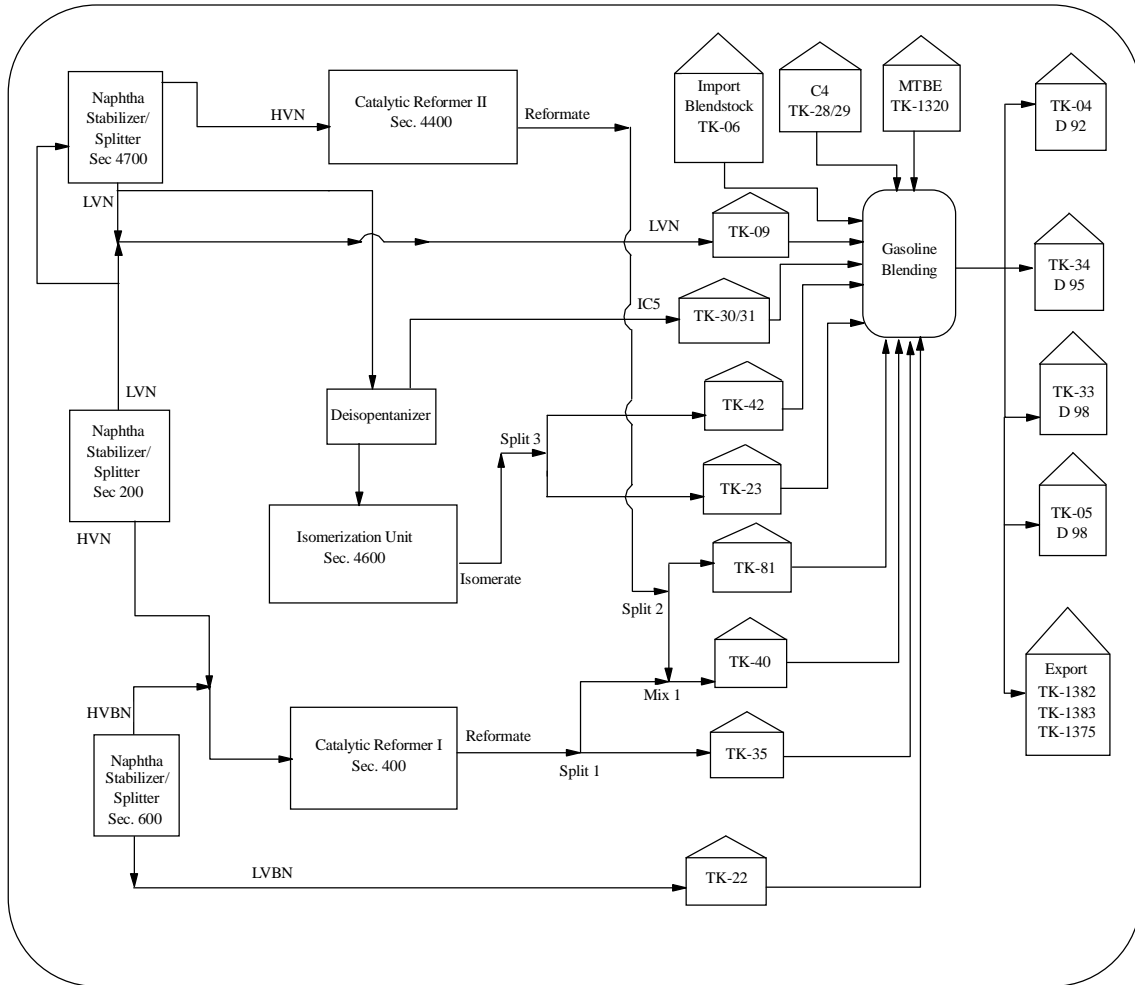 Naphtha
Stabilizer/
Splitter
Sec 4700
HVN
Catalytic Reformer II
Sec. 4400
Reformate
Import
Blendstock
TK-06
C4
TK-28/29
MTBE
TK-1320
TK-04
D 92
LVN
LVN
TK-09
Gasoline
Blending
TK-34
D 95
IC5
TK-30/31
LVN
Deisopentanizer
TK-42
TK-33
D 98
Naphtha
Stabilizer/
Splitter
Sec 200
Split 3
TK-23
TK-05
D 98
HVN
Isomerization Unit
Sec. 4600
Isomerate
Split 2
TK-81
Mix 1
TK-40
Export
TK-1382
TK-1383
TK-1375
HVBN
Naphtha
Stabilizer/
Splitter
Sec. 600
Catalytic Reformer I
Sec. 400
Reformate
Split 1
TK-35
LVBN
TK-22